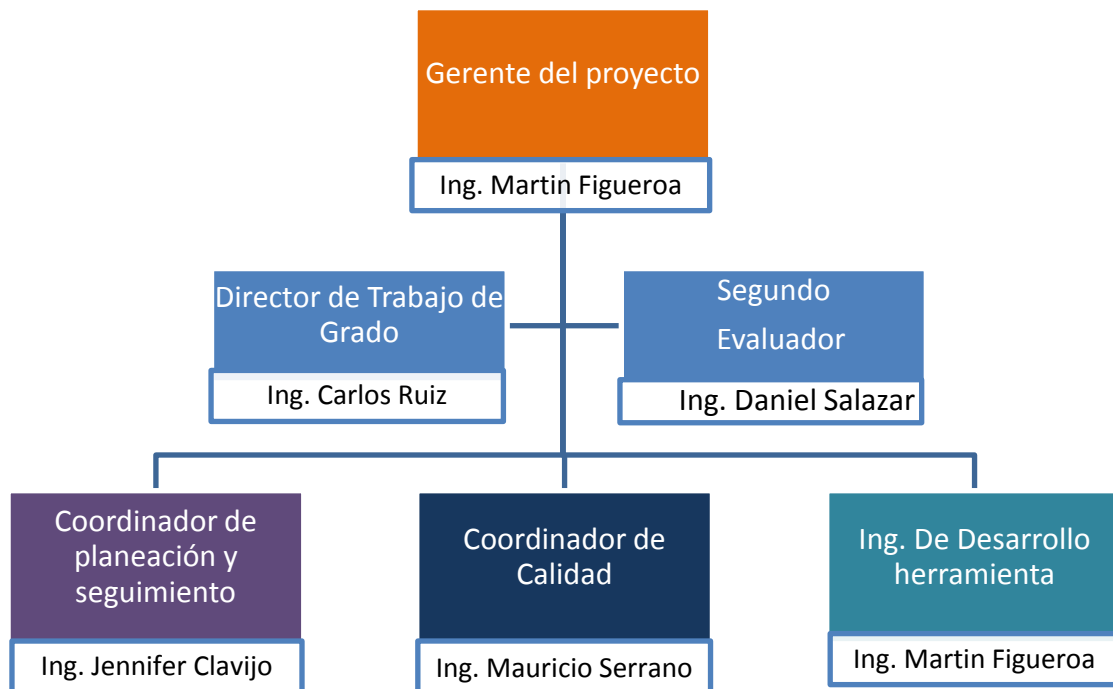 Gerente del proyecto
Ing. Martin Figueroa
Director de Trabajo de
Grado
Ing. Carlos Ruiz
Segundo
Evaluador
Ing. Daniel Salazar
Coordinador de
planeación y
seguimiento
Ing. Jennifer Clavijo
Coordinador de
Calidad
Ing. Mauricio Serrano
Ing. De Desarrollo
herramienta
Ing. Martin Figueroa